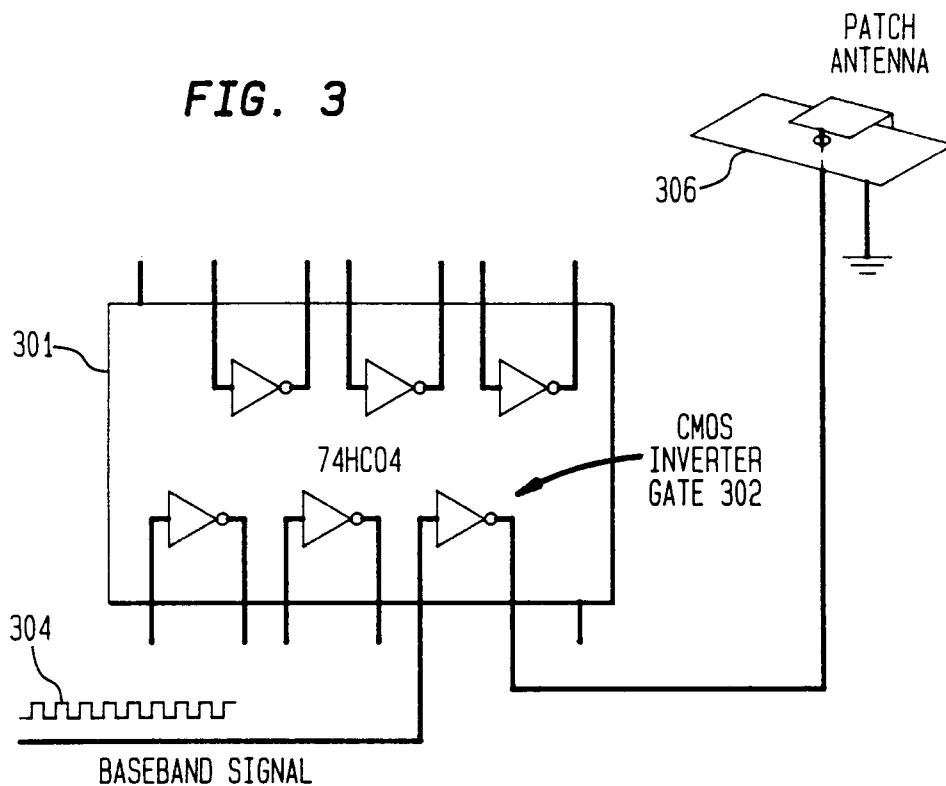 FIG. 3
PATCH
ANTENNA
306
301
74HC04
CMOS
INVERTER
GATE 302
304
BASEBAND SIGNAL